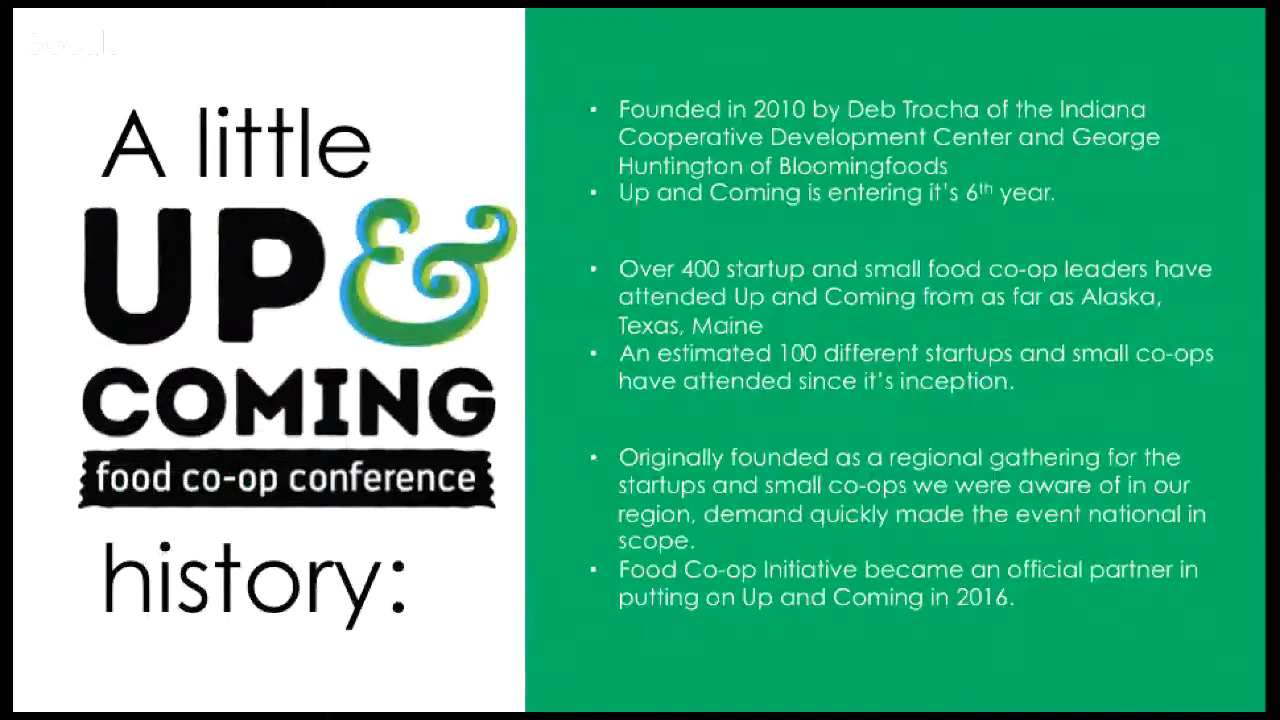 A little
UP&
COMING
food co-op conference
history:
• Founded in 2010 by Deb Trocha of the Indiana
Cooperative Development Center and George
Huntington of Bloomingfoods
• Up and Coming is entering it's 6th year.
• Over 400 startup and small food co-op leaders have
attended Up and Coming from as far as Alaska,
Texas, Maine
• An estimated 100 different startups and small co-ops
have attended since it's inception.
• Originally founded as a regional gathering for the
startups and small co-ops we were aware of in our
region, demand quickly made the event national in
scope.
• Food Co-op Initiative became an official partner in
putting on Up and Coming in 2016.